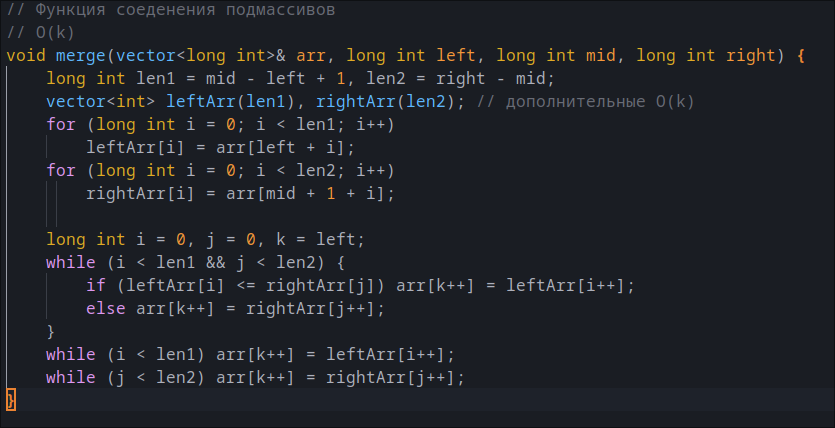 // Функция соеденения подмассивов
// O(k)
void merge(vector<long int>& arr, long int left, long int mid, long int right) {
    long int len1 = mid - left + 1, len2 = right - mid;
    vector<int> leftArr(len1), rightArr(len2); // дополнительные O(k)
    for (long int i = 0; i < len1; i++)
        leftArr[i] = arr[left + i];
    for (long int i = 0; i < len2; i++)
        rightArr[i] = arr[mid + 1 + i];

    long int i = 0, j = 0, k = left;
    while (i < len1 && j < len2) {
        if (leftArr[i] <= rightArr[j]) arr[k++] = leftArr[i++];
        else arr[k++] = rightArr[j++];
    }
    while (i < len1) arr[k++] = leftArr[i++];
    while (j < len2) arr[k++] = rightArr[j++];
}